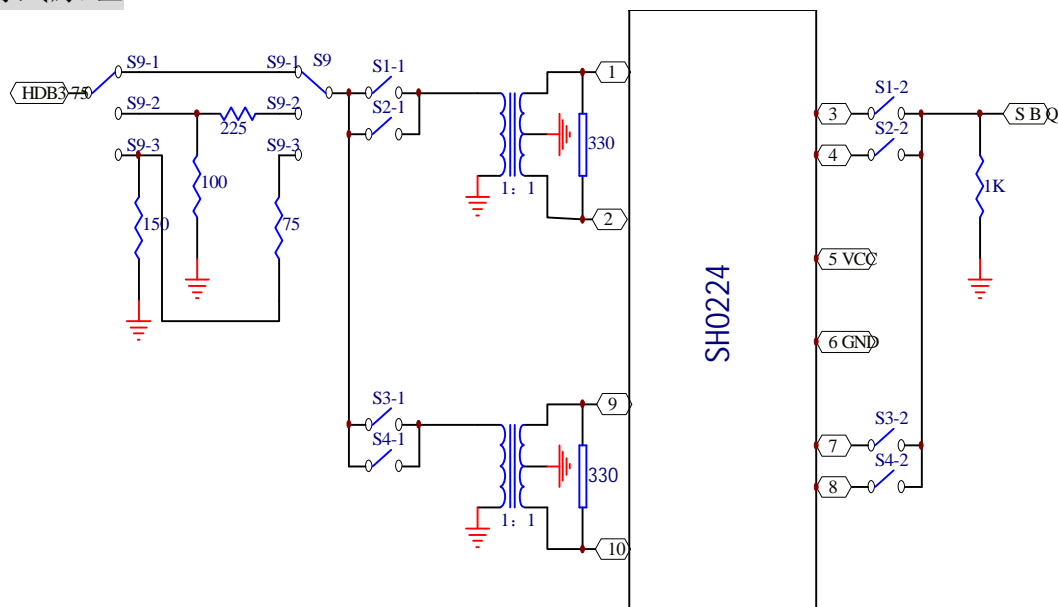 S9-1
S9-1
S9
HDB3 75
S1-1
S2-1
S9-2
S9-2
225
S9-3
S9-3
100
150
75
1
330
2
1：1
SH0224
3
S1-2
4
S2-2
S B Q
1K
5 VCC
6 GND
S3-1
S4-1
9
330
10
1：1
7
S3-2
8
S4-2